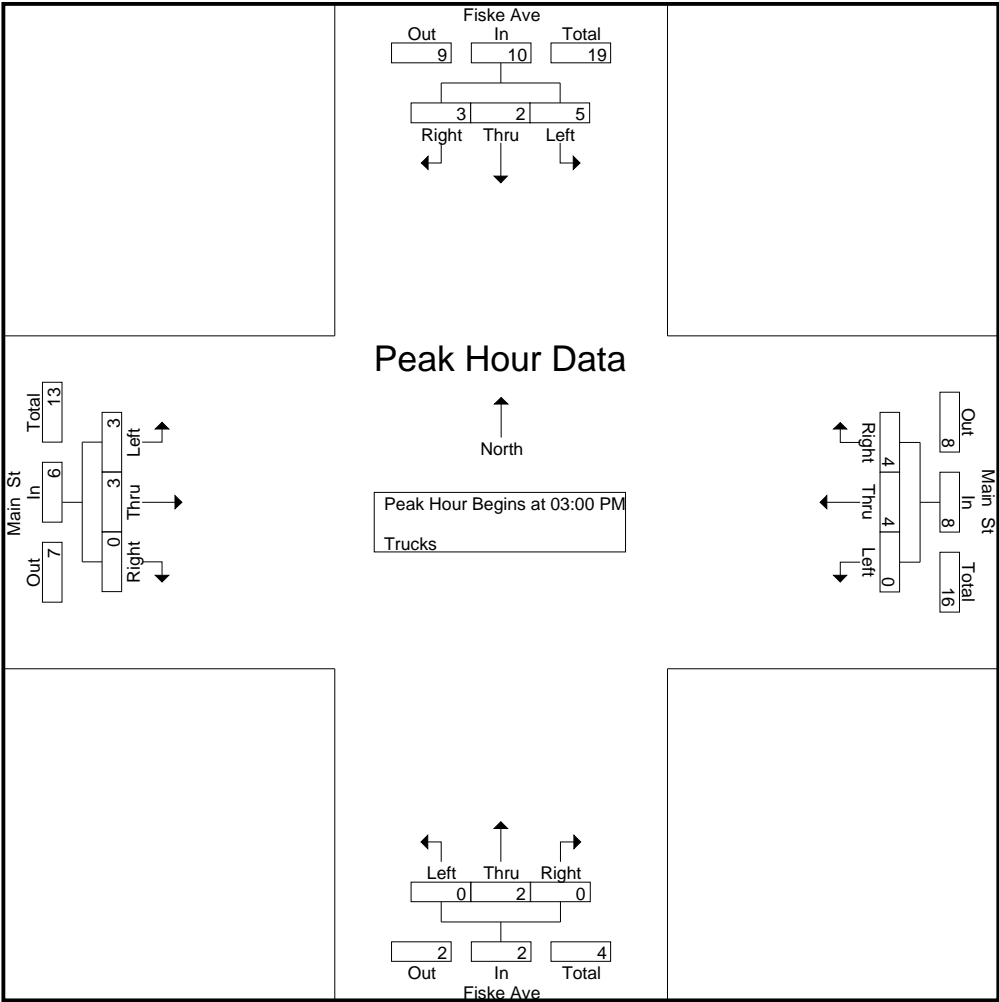 Fiske Ave
Out In Total
9 10 19
3 2 5
Right Thru Left
Peak Hour Data
North
Peak Hour Begins at 03:00 PM
Trucks
Main St
Out In Total
7 6 13
Left Thru Right
3 3 0
Main St
Out In Total
8 8 16
Right Thru Left
4 4 0
Left Thru Right
0 2 0
2 2 4
Out In Total
Fiske Ave